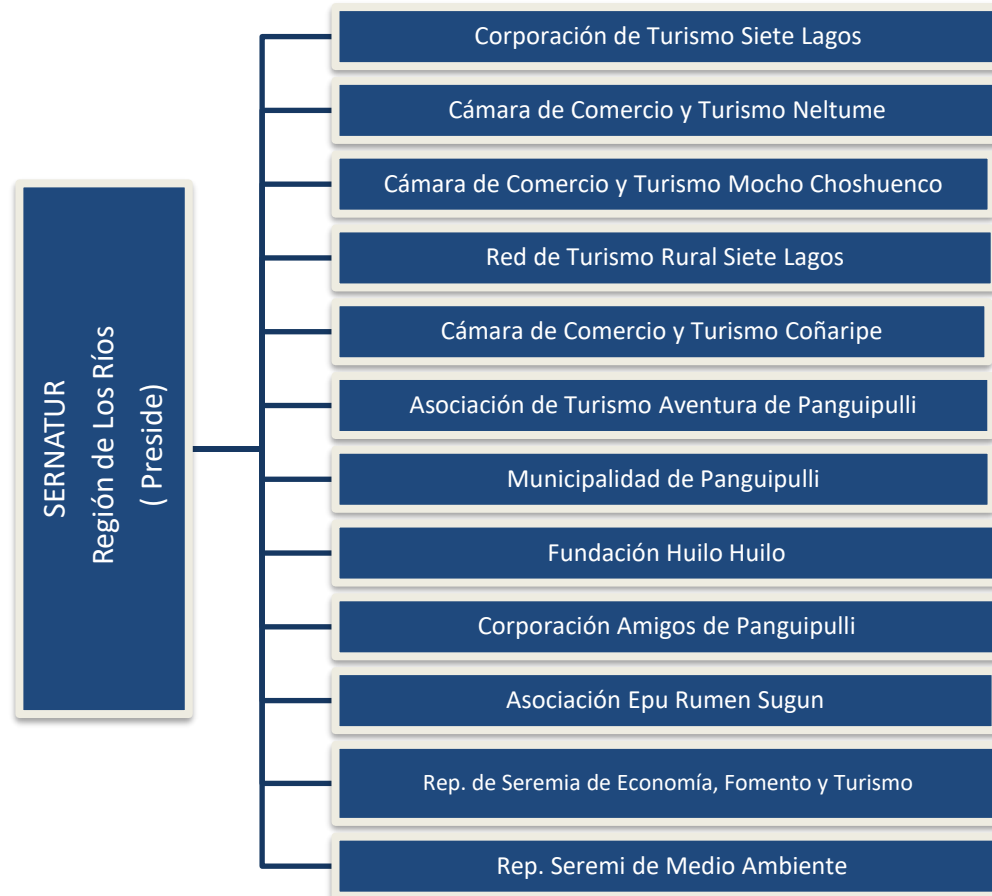 SERNATUR
Región de Los Ríos
( Preside)
Corporación de Turismo Siete Lagos
Cámara de Comercio y Turismo Neltume
Cámara de Comercio y Turismo Mocho Choshuenco
Red de Turismo Rural Siete Lagos
Cámara de Comercio y Turismo Coñaripe
Asociación de Turismo Aventura de Panguipulli
Municipalidad de Panguipulli
Fundación Huilo Huilo
Corporación Amigos de Panguipulli
Asociación Epu Rumen Sugun
Rep. de Seremia de Economía, Fomento y Turismo
Rep. Seremi de Medio Ambiente